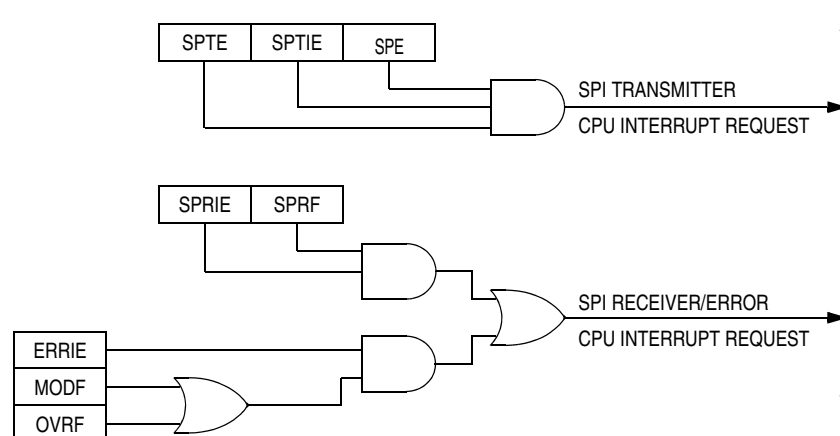 SPTE SPTIE SPE
SPI TRANSMITTER
CPU INTERRUPT REQUEST
SPRIE SPRF
SPI RECEIVER/ERROR
CPU INTERRUPT REQUEST
ERRIE
MODF
OVRF